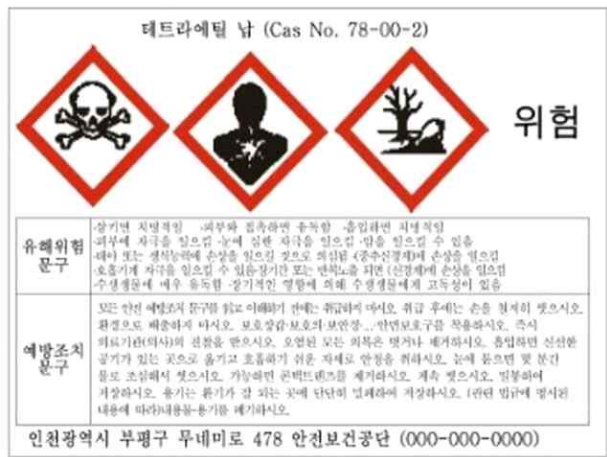 테트라에틸 납 (Cas No. 78-00-2)
위험
유해위험
문구
·삼키면 치명적임 ·피부와 접촉하면 유독함 ·흡입하면 치명적임
·피부에 자극을 일으킴 ·눈에 심한 자극을 일으킴 ·암을 일으킬 수 있음
·태아 또는 생식능력에 손상을 일으킬 것으로 의심됨 (중추신경계)에 손상을 일으킴
·호흡기계 자극을 일으킬 수 있음·장기간 또는 반복노출 되면 (신경계)에 손상을 일으킴
·수생생물에 매우 유독함 ·장기적인 영향에 의해 수생생물에게 고독성이 있음
예방조치
문구
모든 안전 예방조치 문구를 읽고 이해하기 전에는 취급하지 마시오. 취급 후에는 손을 철저히 씻으시오.
환경으로 배출하지 마시오. 보호장갑·보호의·보안경·...·안면보호구를 착용하시오. 즉시
의료기관(의사)의 진찰을 받으시오. 오염된 모든 의복은 벗거나 제거하시오. 흡입하면 신선한
공기가 있는 곳으로 옮기고 호흡하기 쉬운 자세로 안정을 취하시오. 눈에 묻으면 몇 분간
물로 조심해서 씻으시오. 가능하면 콘택트렌즈를 제거하시오. 계속 씻으시오. 밀봉하여
저장하시오. 용기는 환기가 잘 되는 곳에 단단히 밀폐하여 저장하시오. (관련 법규에 명시된
내용에 따라)내용물·용기를 폐기하시오.
인천광역시 부평구 무네미로 478 안전보건공단 (000-000-0000)